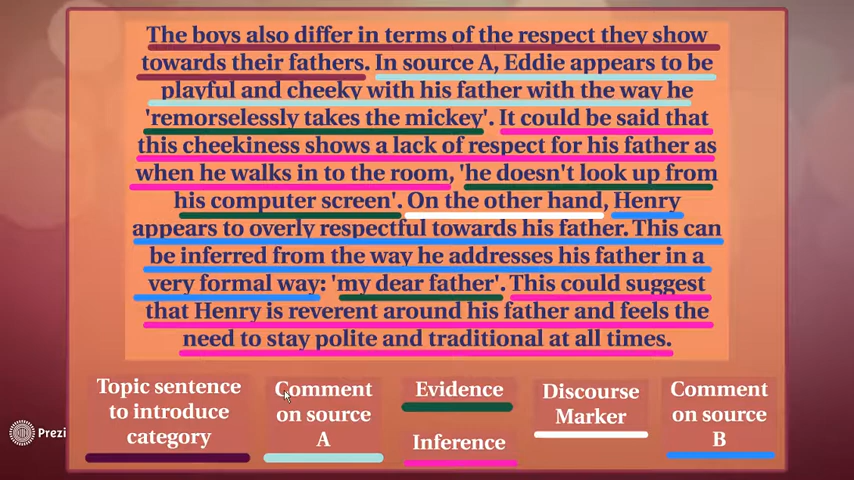 The boys also differ in terms of the respect they show
towards their fathers. In source A, Eddie appears to be
playful and cheeky with his father with the way he
'remorselessly takes the mickey'. It could be said that
this cheekiness shows a lack of respect for his father as
when he walks in to the room, 'he doesn't look up from
his computer screen'. On the other hand, Henry
appears to overly respectful towards his father. This can
be inferred from the way he addresses his father in a
very formal way: 'my dear father'. This could suggest
that Henry is reverent around his father and feels the
need to stay polite and traditional at all times.
Topic sentence
to introduce
category
Comment
on source
A
Evidence
Inference
Discourse
Marker
Comment
on source
B
Prezi